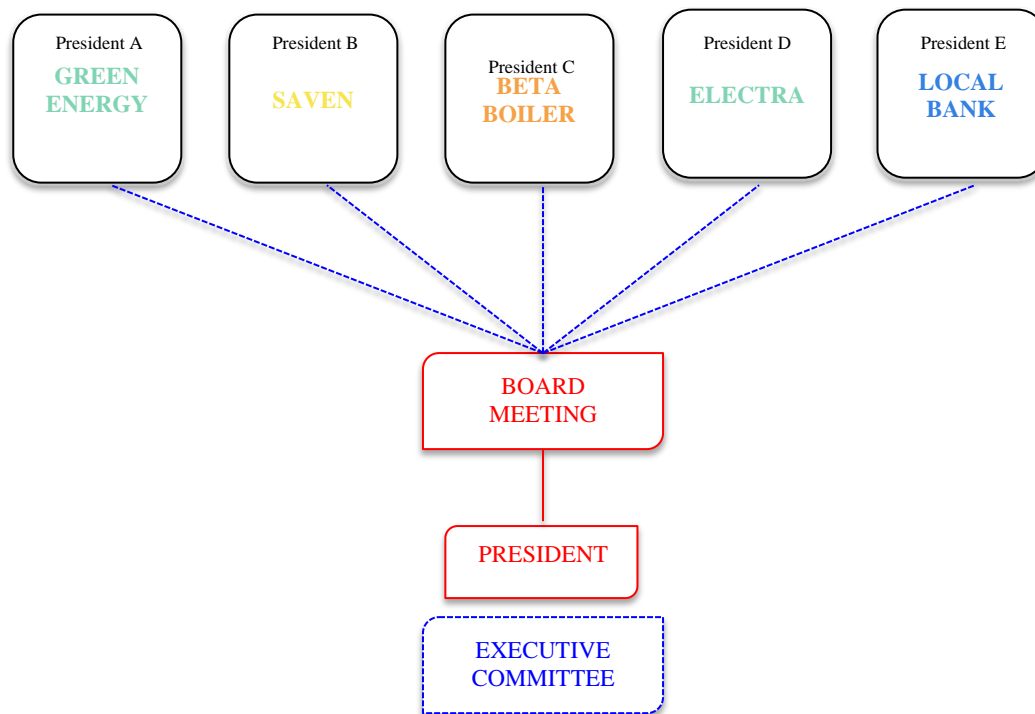 President A
GREEN
ENERGY
President B
SAVEN
President C
BETA
BOILER
President D
ELECTRA
President E
LOCAL
BANK
BOARD
MEETING
PRESIDENT
EXECUTIVE
COMMITTEE